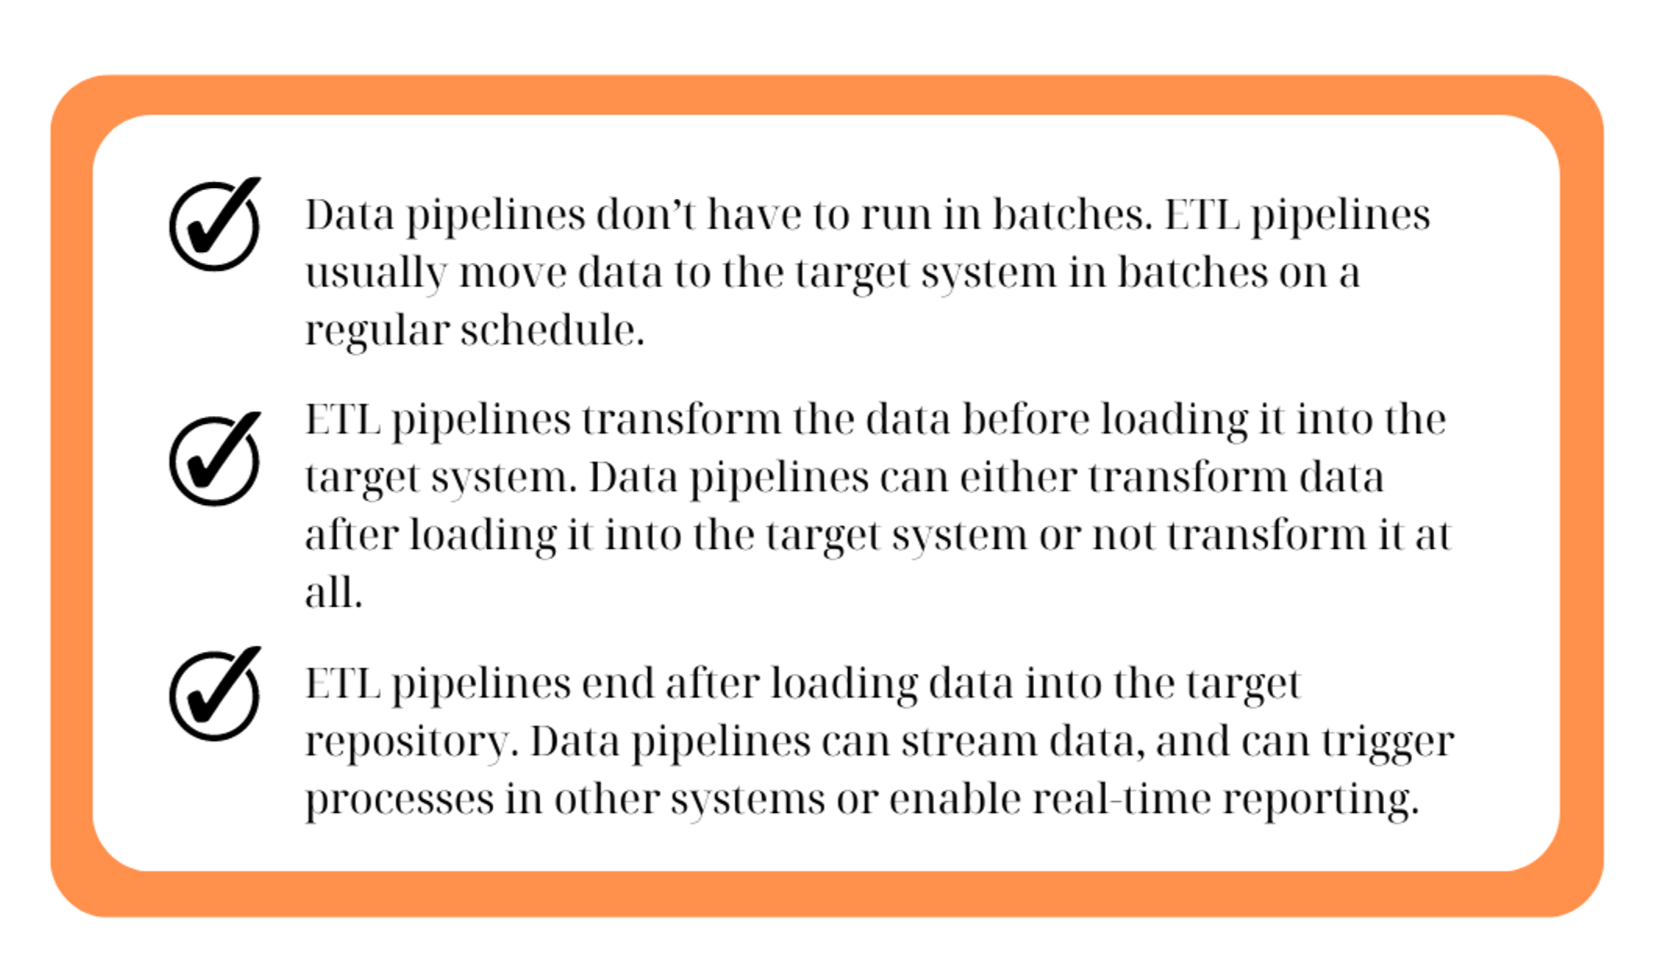 Data pipelines don’t have to run in batches. ETL pipelines
usually move data to the target system in batches on a
regular schedule.
ETL pipelines transform the data before loading it into the
target system. Data pipelines can either transform data
after loading it into the target system or not transform it at
all.
ETL pipelines end after loading data into the target
repository. Data pipelines can stream data, and can trigger
processes in other systems or enable real-time reporting.